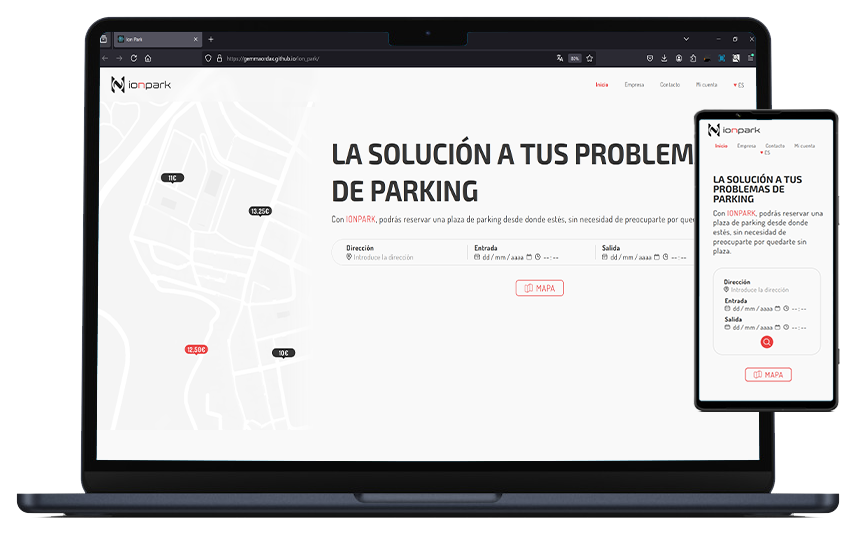 Ion Park
https://gemmaordax.github.io/ion_park/
80%
ionpark
Inicio Empresa Contacto Mi cuenta ES
11€
13.25€
12.50€
10€
LA SOLUCIÓN A TUS PROBLEM
DE PARKING
Con IONPARK, podrás reservar una plaza de parking desde donde estés, sin necesidad de preocuparte por que
Dirección Entrada Salida
Introduce la dirección dd / mm / aaaa -- : -- dd / mm / aaaa -- : --
MAPA
ionpark
Inicio Empresa Contacto Mi cuenta
ES
LA SOLUCIÓN A TUS
PROBLEMAS DE
PARKING
Con IONPARK, podrás reservar una
plaza de parking desde donde
estés, sin necesidad de
preocuparte por quedarte sin
plaza.
Dirección
Introduce la dirección
Entrada
dd / mm / aaaa -- : --
Salida
dd / mm / aaaa -- : --
MAPA